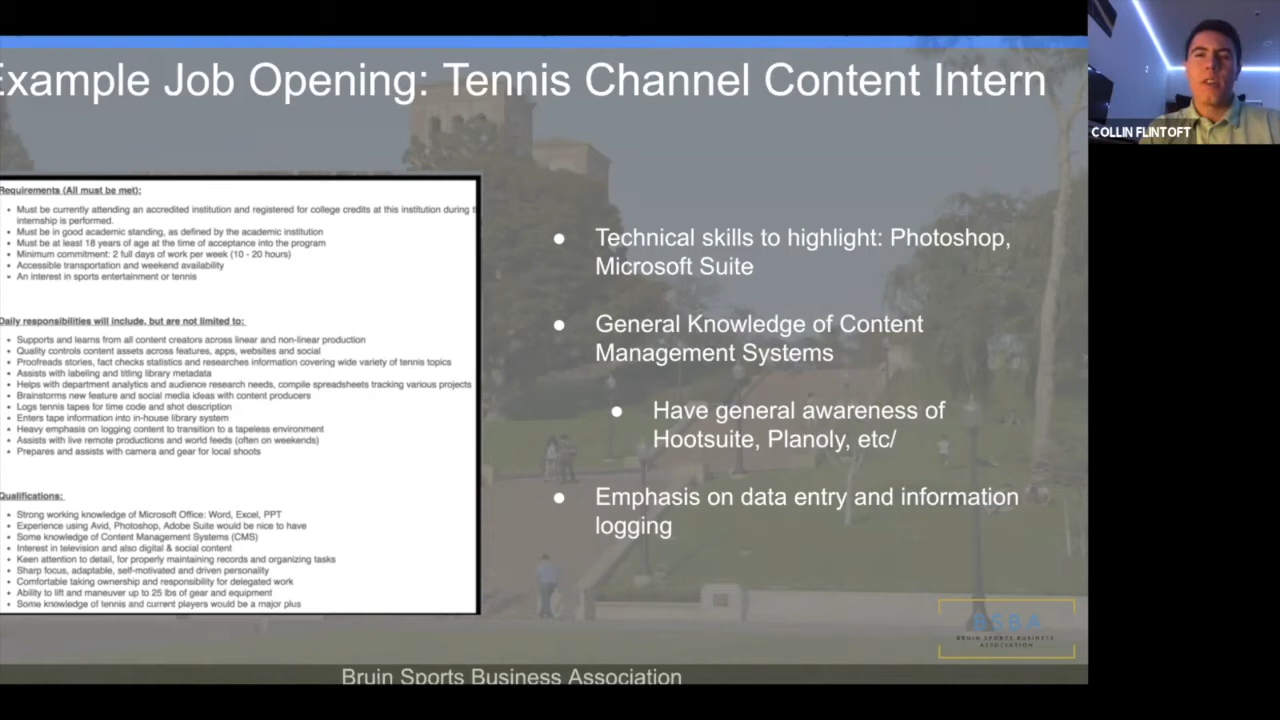 Example Job Opening: Tennis Channel Content Intern
COLLIN FLINTOFT
Requirements (All must be met):
• Must be currently attending an accredited institution and registered for college credits at this institution during
internship is performed.
• Must be in good academic standing, as defined by the academic institution
• Must be at least 18 years of age at the time of acceptance into the program
• Minimum commitment: 2 full days of work per week (10 - 20 hours)
• Accessible transportation and weekend availability
• An interest in sports entertainment or tennis
Daily responsibilities will include, but are not limited to:
• Supports and learns from all content creators across linear and non-linear production
• Quality controls content assets across features, apps, websites and social
• Proofreads stories, fact checks statistics and researches information covering wide variety of tennis topics
• Assists with labeling and titling library metadata
• Helps with department analytics and audience research needs, compile spreadsheets tracking various projects
• Brainstorms new feature and social media ideas with content producers
• Logs tennis tapes for time code and shot description
• Enters tape information into in-house library system
• Heavy emphasis on logging content to transition to a tapeless environment
• Assists with live remote productions and world feeds (often on weekends)
• Prepares and assists with camera and gear for local shoots
Qualifications:
• Strong working knowledge of Microsoft Office: Word, Excel, PPT
• Experience using Avid, Photoshop, Adobe Suite would be nice to have
• Some knowledge of Content Management Systems (CMS)
• Interest in television and also digital & social content
• Keen attention to detail, for properly maintaining records and organizing tasks
• Sharp focus, adaptable, self-motivated and driven personality
• Comfortable taking ownership and responsibility for delegated work
• Ability to lift and maneuver up to 25 lbs of gear and equipment
• Some knowledge of tennis and current players would be a major plus
● Technical skills to highlight: Photoshop,
Microsoft Suite
● General Knowledge of Content
Management Systems
● Have general awareness of
Hootsuite, Planoly, etc/
● Emphasis on data entry and information
logging
BSBA
BRUIN SPORTS BUSINESS
ASSOCIATION
Bruin Sports Business Association